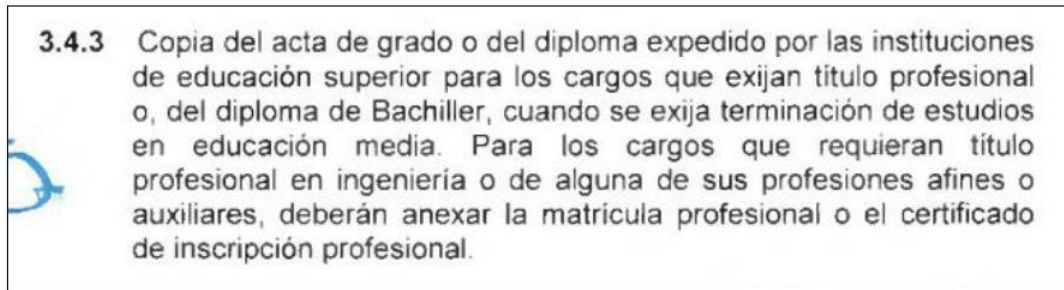 3.4.3 Copia del acta de grado o del diploma expedido por las instituciones
de educación superior para los cargos que exijan título profesional
o, del diploma de Bachiller, cuando se exija terminación de estudios
en educación media. Para los cargos que requieran título
profesional en ingeniería o de alguna de sus profesiones afines o
auxiliares, deberán anexar la matrícula profesional o el certificado
de inscripción profesional.